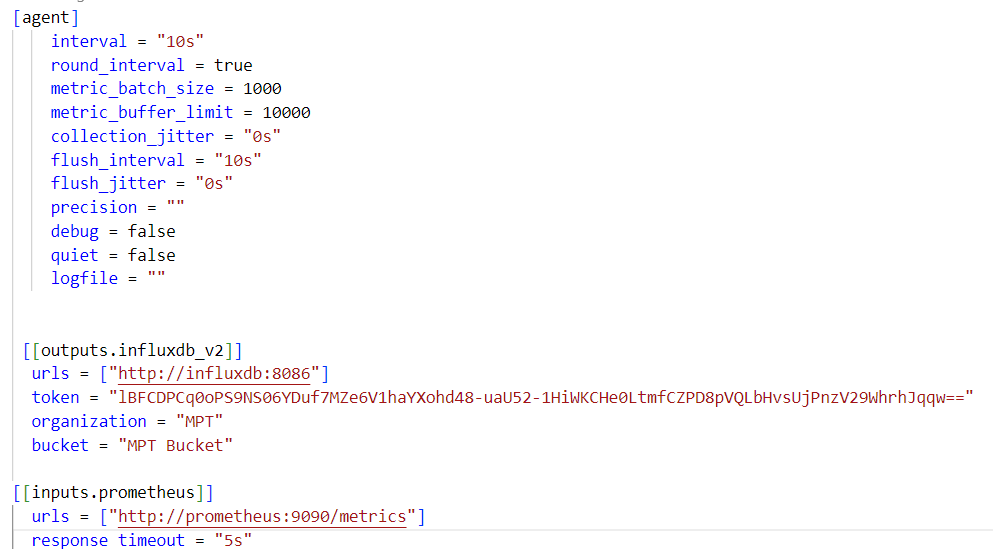 [agent]
interval = "10s"
round_interval = true
metric_batch_size = 1000
metric_buffer_limit = 10000
collection_jitter = "0s"
flush_interval = "10s"
flush_jitter = "0s"
precision = ""
debug = false
quiet = false
logfile = ""
[[outputs.influxdb_v2]]
urls = ["http://influxdb:8086"]
token = "lBFCDPCq0oPS9NS06YDuf7MZe6V1haYXohd48-uaU52-1HiWKCHe0LtmfCZPD8pVQLbHvsUjPnzV29WhrhJqqw=="
organization = "MPT"
bucket = "MPT Bucket"
[[inputs.prometheus]]
urls = ["http://prometheus:9090/metrics"]
response timeout = "5s"